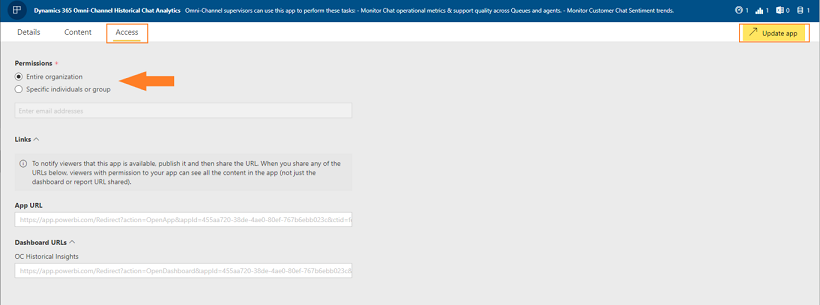 Dynamics 365 Omni-Channel Historical Chat Analytics Omni-Channel supervisors can use this app to perform these tasks: - Monitor Chat operational metrics & support quality across Queues and agents. - Monitor Customer Chat Sentiment trends.
1 1 0 1
Details Content Access
Update app
Permissions *
Entire organization
Specific individuals or group
Enter email addresses
Links
To notify viewers that this app is available, publish it and then share the URL. When you share any of the
URLs below, viewers with permission to your app can see all the content in the app (not just the
dashboard or report URL shared).
App URL
https://app.powerbi.com/Redirect?action=OpenApp&appId=455aa720-38de-4ae0-80ef-767b6ebb023c&ctid=f
Dashboard URLs
OC Historical Insights
https://app.powerbi.com/Redirect?action=OpenDashboard&appId=455aa720-38de-4ae0-80ef-767b6ebb023c&